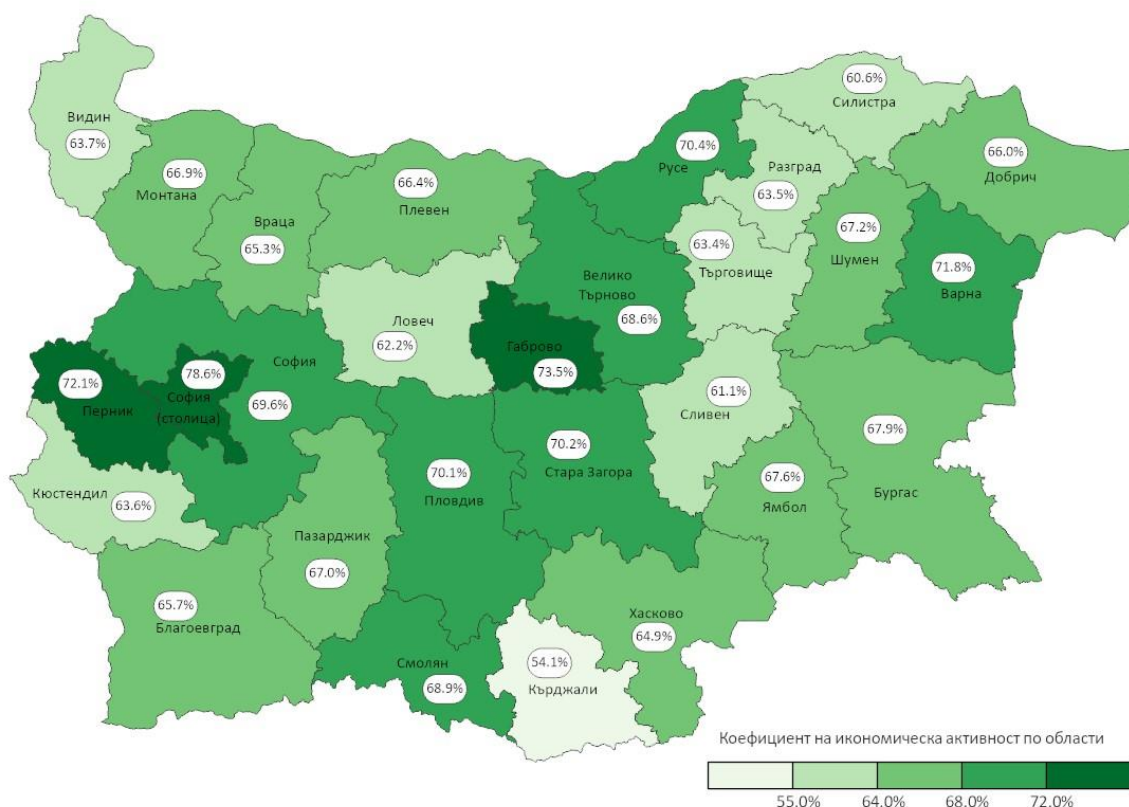 60.6%
Силистра
Видин
63.7%
70.4%
Русе
66.0%
Добрич
66.9%
Монтана
66.4%
Плевен
Разград
63.5%
Враца
65.3%
67.2%
Шумен
63.4%
Търговище
71.8%
Варна
Велико
Търново
68.6%
Ловеч
62.2%
Габрово
73.5%
София
69.6%
72.1%
Перник
78.6%
София
(столица)
61.1%
Сливен
67.9%
Бургас
70.2%
Стара Загора
70.1%
Пловдив
67.6%
Ямбол
Кюстендил
63.6%
Пазарджик
67.0%
65.7%
Благоевград
Хасково
64.9%
Смолян
68.9%
54.1%
Кърджали
Коефициент на икономическа активност по области
55.0% 64.0% 68.0% 72.0%